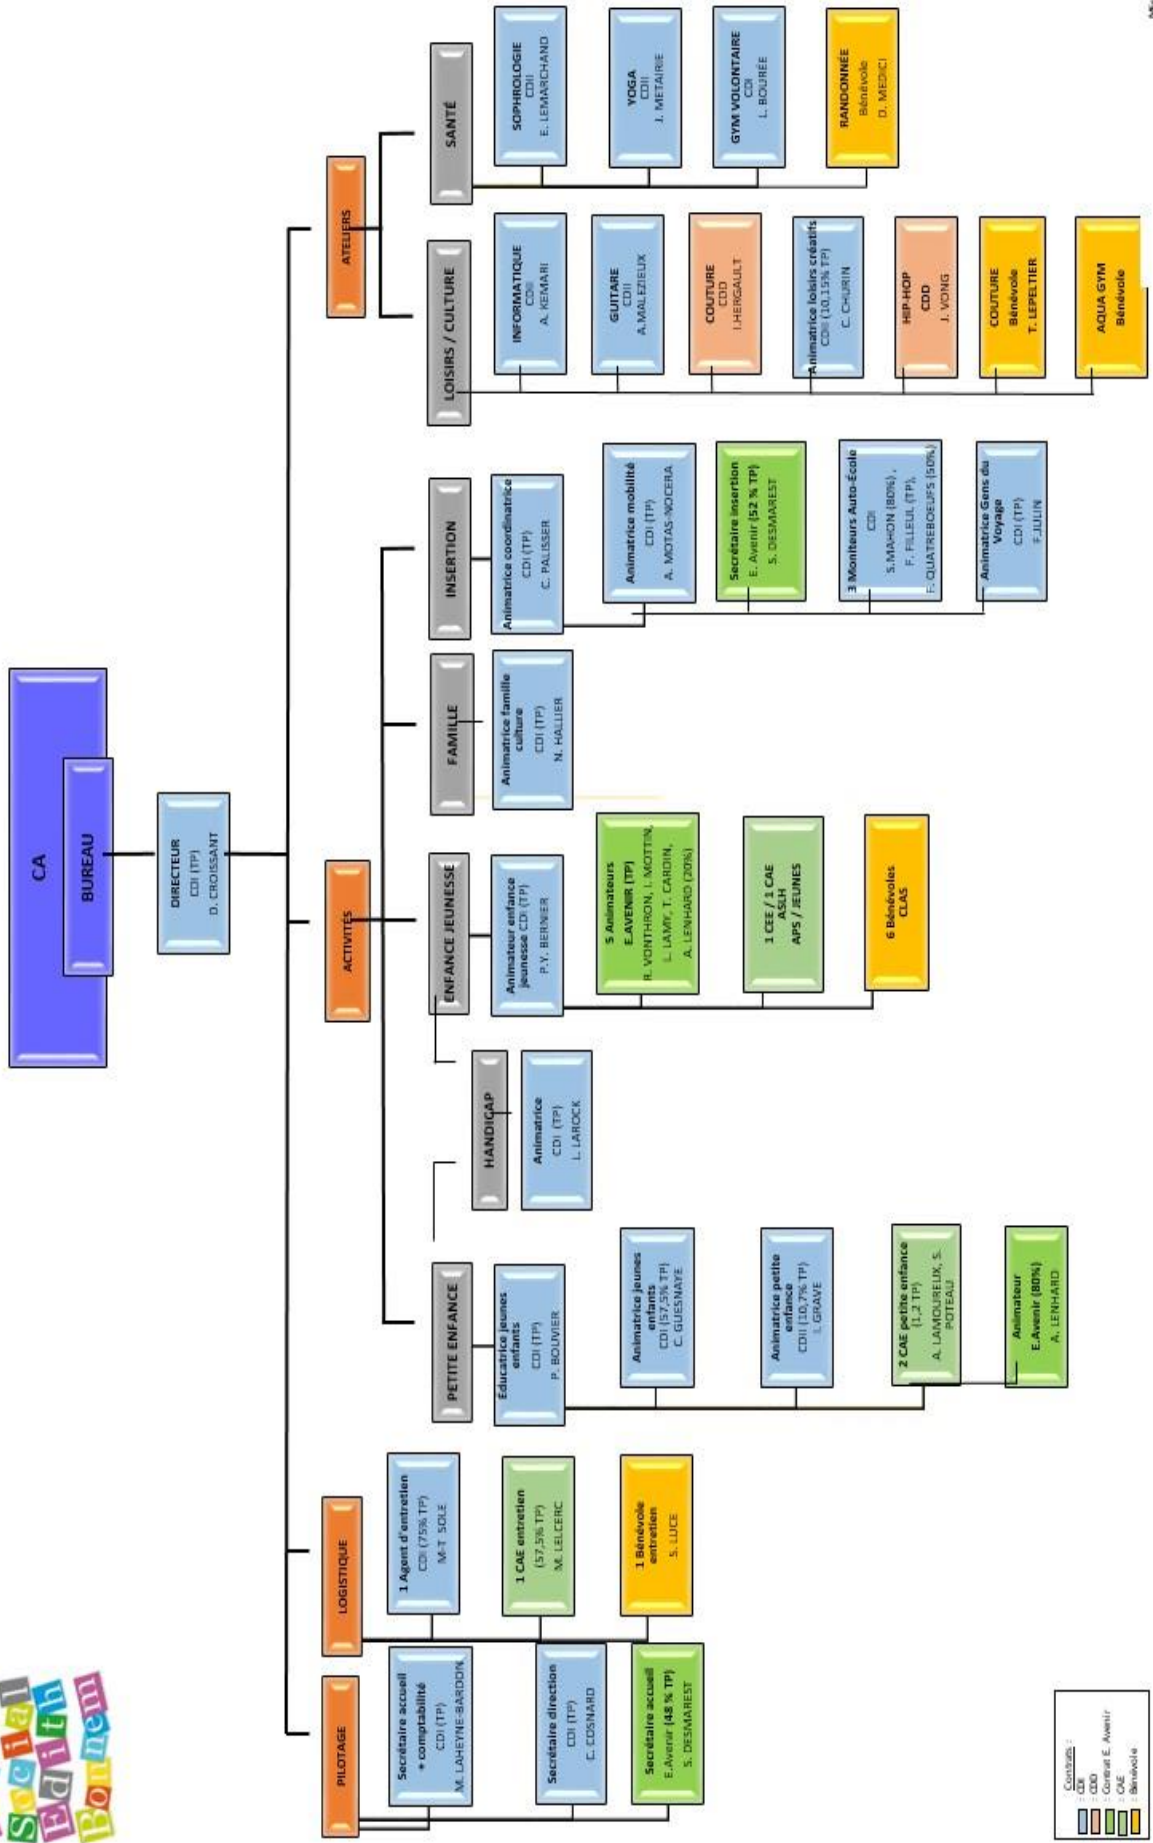 Social
Edith
Bonnem
CA
BUREAU
DIRECTEUR
CDI (TP)
D. CROISSANT
PILOTAGE
Secrétaire accueil
+ comptabilité
CDI (TP)
M. LAHEYNE-BARDON
Secrétaire direction
CDI (TP)
C. COSNARD
Secrétaire accueil
E.Avenir (48 % TP)
S. DESMAREST
LOGISTIQUE
1 Agent d'entretien
CDI (75% TP)
M-T SOLE
1 CAE entretien
(57,5% TP)
M. LELCERC
1 Bénévole
entretien
S. LUCE
ACTIVITÉS
PETITE ENFANCE
Éducatrice jeunes
enfants
CDI (TP)
P. BOUVIER
Animatrice jeunes
enfants
CDI (57,5% TP)
C. GUESNAYE
Animatrice petite
enfance
CDII (10,7% TP)
I. GRAVE
2 CAE petite enfance
(1,2 TP)
A. LAMOUREUX, S.
POTEAU
Animateur
E.Avenir (80%)
A. LENHARD
HANDICAP
Animatrice
CDI (TP)
L. LAROCK
ENFANCE JEUNESSE
Animateur enfance
jeunesse CDI (TP)
P.Y. BERNIER
5 Animateurs
E.AVENIR (TP)
R. VONTHRON, I. MOTTIN,
L. LAMY, T. CARDIN,
A. LENHARD (20%)
1 CEE / 1 CAE
ASLH
APS / JEUNES
6 Bénévoles
CLAS
FAMILLE
Animatrice famille
culture
CDI (TP)
N. HALLIER
INSERTION
Animatrice coordinatrice
CDI (TP)
C. PALISSER
Animatrice mobilité
CDI (TP)
A. MOTAS-NOCERA
Secrétaire insertion
E. Avenir (52 % TP)
S. DESMAREST
3 Moniteurs Auto-École
CDI
S.MAHON (80%) ,
F. FILLEUL (TP),
F. QUATREBOEUFS (50%)
Animatrice Gens du
Voyage
CDI (TP)
F.JULIN
ATELIERS
LOISIRS / CULTURE
INFORMATIQUE
CDII
A. KEMARI
GUITARE
CDII
A.MALEZIEUX
COUTURE
CDD
I.HERGAULT
Animatrice loisirs créatifs
CDII (10,15% TP)
C. CHURIN
HIP-HOP
CDD
J. VONG
COUTURE
Bénévole
T. LEPELTIER
AQUA GYM
Bénévole
SANTÉ
SOPHROLOGIE
CDII
E. LEMARCHAND
YOGA
CDII
J. METAIRIE
GYM VOLONTAIRE
CDI
L. BOURÉE
RANDONNÉE
Bénévole
D. MEDICI
Contrats :
: CDI
: CDD
: Contrat E. Avenir
: CAE
: Bénévole